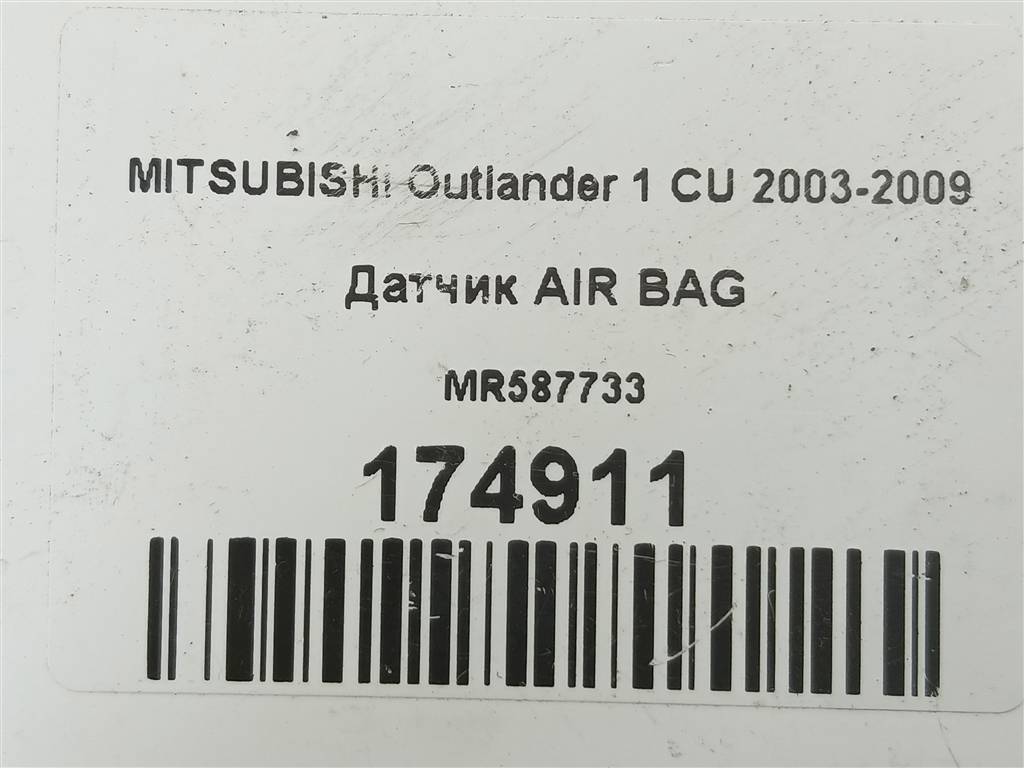 MITSUBISHI Outlander 1 CU 2003-2009
Датчик AIR BAG
MR587733
174911